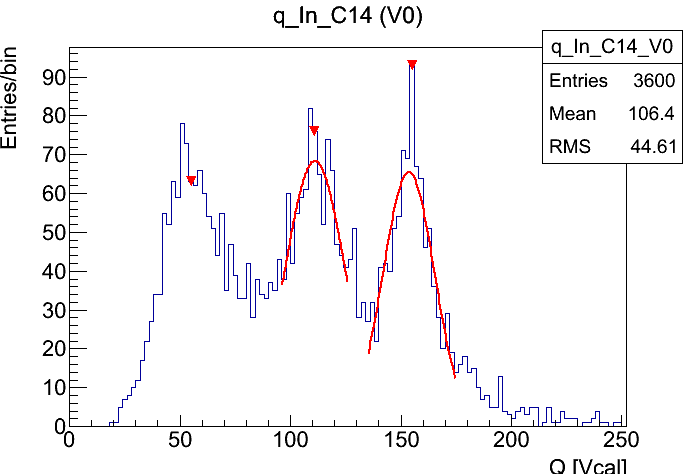 q_In_C14 (V0)
q_In_C14_V0
Entries 3600
Mean 106.4
RMS 44.61
Entries/bin
90
80
70
60
50
40
30
20
10
0
0 50 100 150 200 250
Q [Vcal]